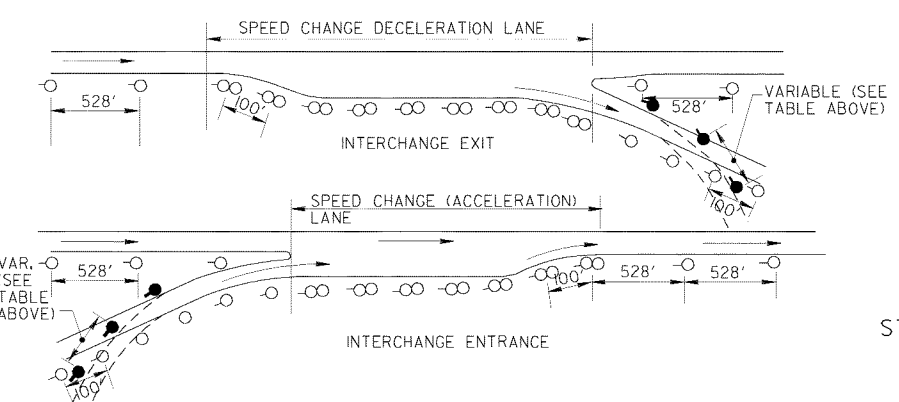 SPEED CHANGE DECELERATION LANE
528'
100'
528'
VARIABLE (SEE
TABLE ABOVE)
INTERCHANGE EXIT
100'
SPEED CHANGE (ACCELERATION)
LANE
VAR.
(SEE
TABLE
ABOVE)
528'
100'
528'
528'
INTERCHANGE ENTRANCE
100'
S